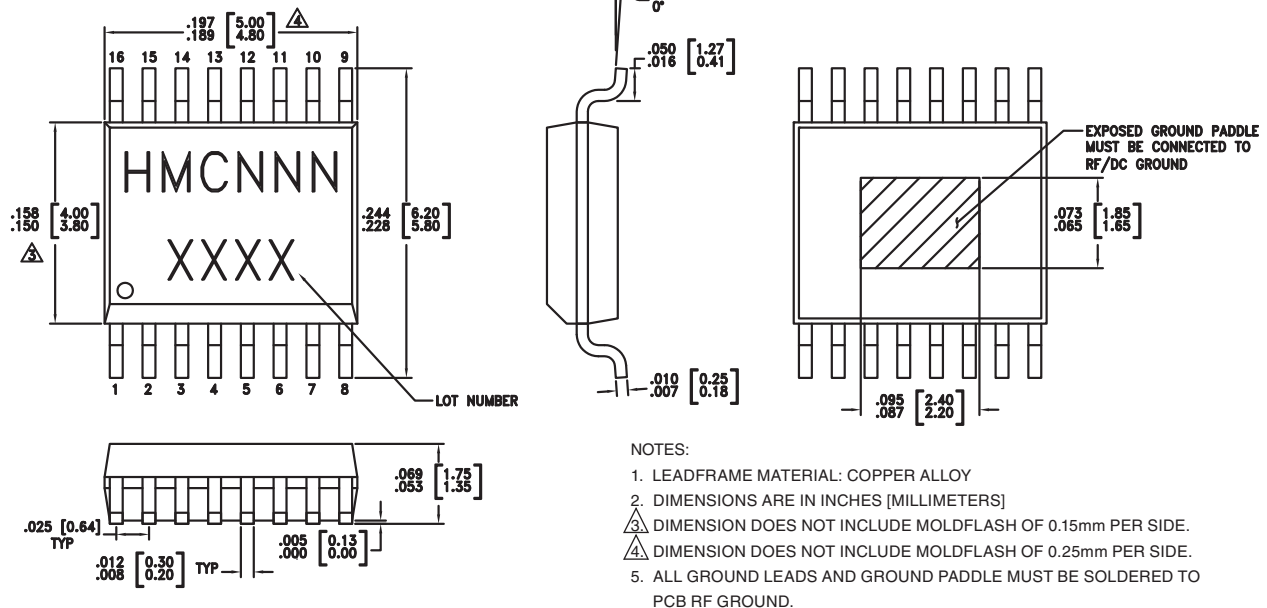 .197 [5.00] 4
.189 [4.80]
16 15 14 13 12 11 10 9
HMCNNN
XXXX
.158 [4.00]
.150 [3.80]
3
.244 [6.20]
.228 [5.80]
1 2 3 4 5 6 7 8
LOT NUMBER
0°
.050 [1.27]
.016 [0.41]
.010 [0.25]
.007 [0.18]
EXPOSED GROUND PADDLE
MUST BE CONNECTED TO
RF/DC GROUND
.073 [1.85]
.065 [1.65]
.095 [2.40]
.087 [2.20]
.069 [1.75]
.053 [1.35]
.025 [0.64]
TYP
.012 [0.30]
.008 [0.20] TYP
.005 [0.13]
.000 [0.00]
NOTES:
1. LEADFRAME MATERIAL: COPPER ALLOY
2. DIMENSIONS ARE IN INCHES [MILLIMETERS]
3. DIMENSION DOES NOT INCLUDE MOLDFLASH OF 0.15mm PER SIDE.
4. DIMENSION DOES NOT INCLUDE MOLDFLASH OF 0.25mm PER SIDE.
5. ALL GROUND LEADS AND GROUND PADDLE MUST BE SOLDERED TO
PCB RF GROUND.